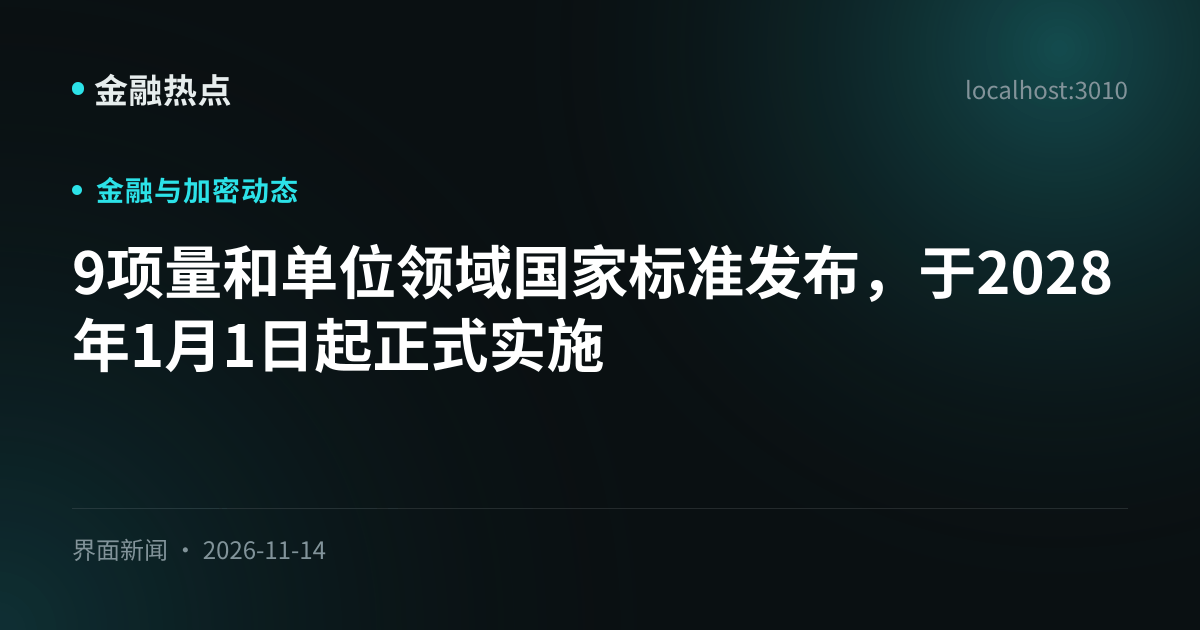 金融热点
localhost:3010
金融与加密动态
9项量和单位领域国家标准发布，于2028
年1月1日起正式实施
界面新闻 · 2026-11-14